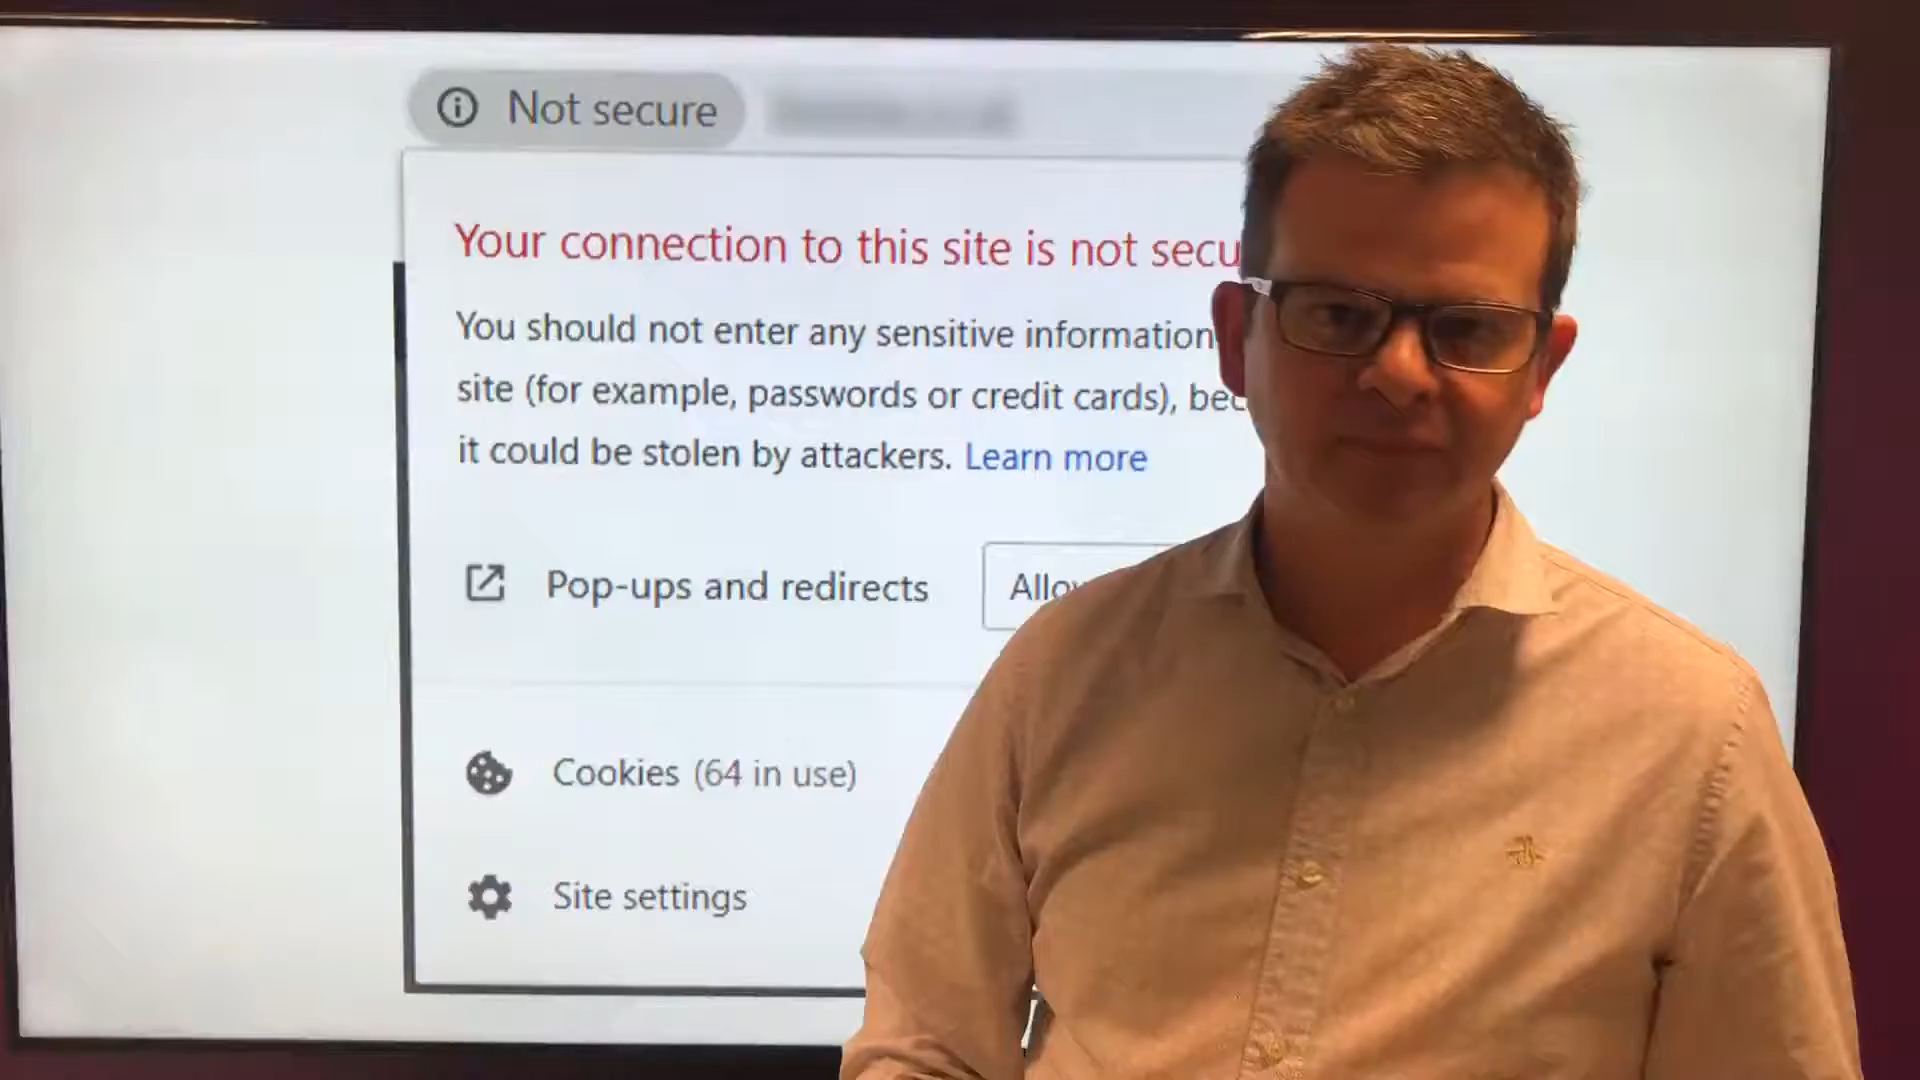 Not secure
Your connection to this site is not secu
You should not enter any sensitive information
site (for example, passwords or credit cards), bec
it could be stolen by attackers. Learn more
Pop-ups and redirects Allo
Cookies (64 in use)
Site settings